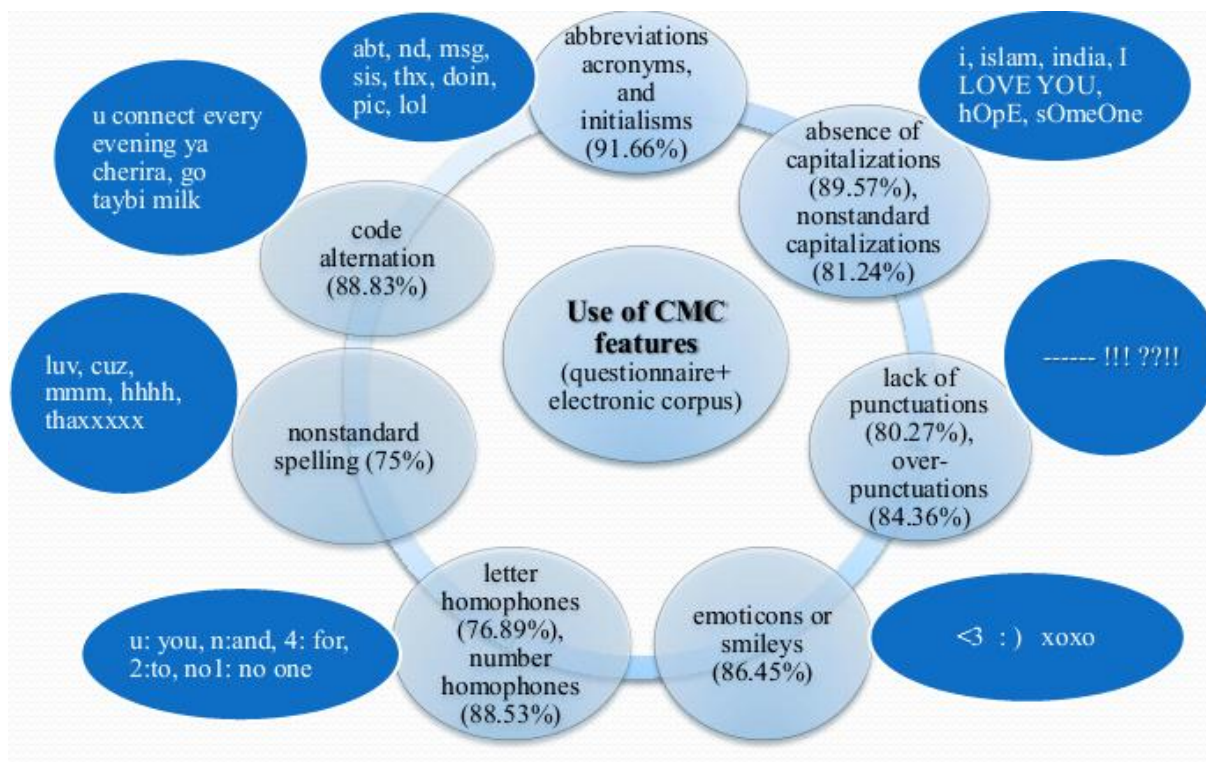 abbreviations
acronyms,
and
initialisms
(91.66%)
i, islam, india, I
LOVE YOU,
hOpE, sOmeOne
absence of
capitalizations
(89.57%),
nonstandard
capitalizations
(81.24%)
------ !!! ??!!
lack of
punctuations
(80.27%),
over-
punctuations
(84.36%)
<3 : ) xoxo
emoticons or
smileys
(86.45%)
letter
homophones
(76.89%),
number
homophones
(88.53%)
u: you, n:and, 4: for,
2:to, no1: no one
nonstandard
spelling (75%)
luv, cuz,
mmm, hhhh,
thaxxxxx
code
alternation
(88.83%)
u connect every
evening ya
cherira, go
taybi milk
abt, nd, msg,
sis, thx, doin,
pic, lol
Use of CMC
features
(questionnaire+
electronic corpus)